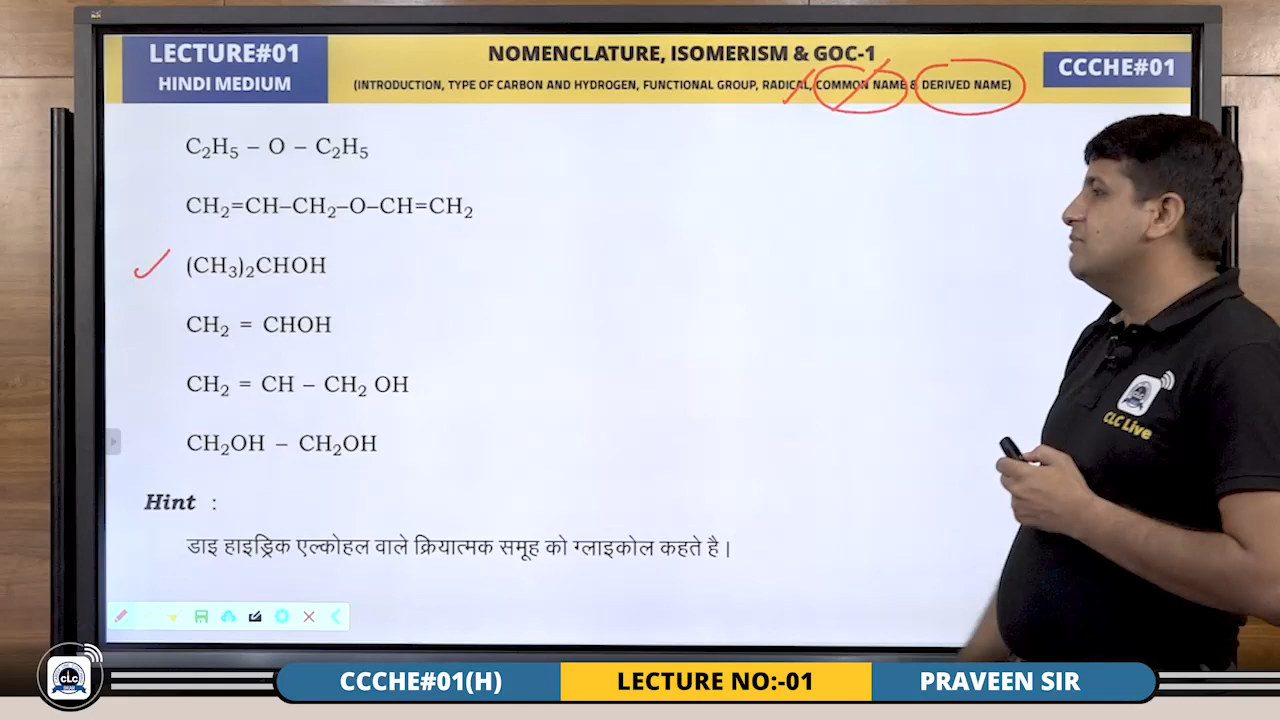 LECTURE#01
HINDI MEDIUM
NOMENCLATURE, ISOMERISM & GOC-1
(INTRODUCTION, TYPE OF CARBON AND HYDROGEN, FUNCTIONAL GROUP, RADICAL, COMMON NAME & DERIVED NAME)
CCCHE#01
C₂H₅ – O – C₂H₅
CH₂=CH–CH₂–O–CH=CH₂
(CH₃)₂CHOH
CH₂ = CHOH
CH₂ = CH – CH₂ OH
CH₂OH – CH₂OH
Hint :
डाइ हाइड्रिक एल्कोहल वाले क्रियात्मक समूह को ग्लाइकोल कहते है।
CLC Live
CLC
CCCHE#01(H)
LECTURE NO:-01
PRAVEEN SIR